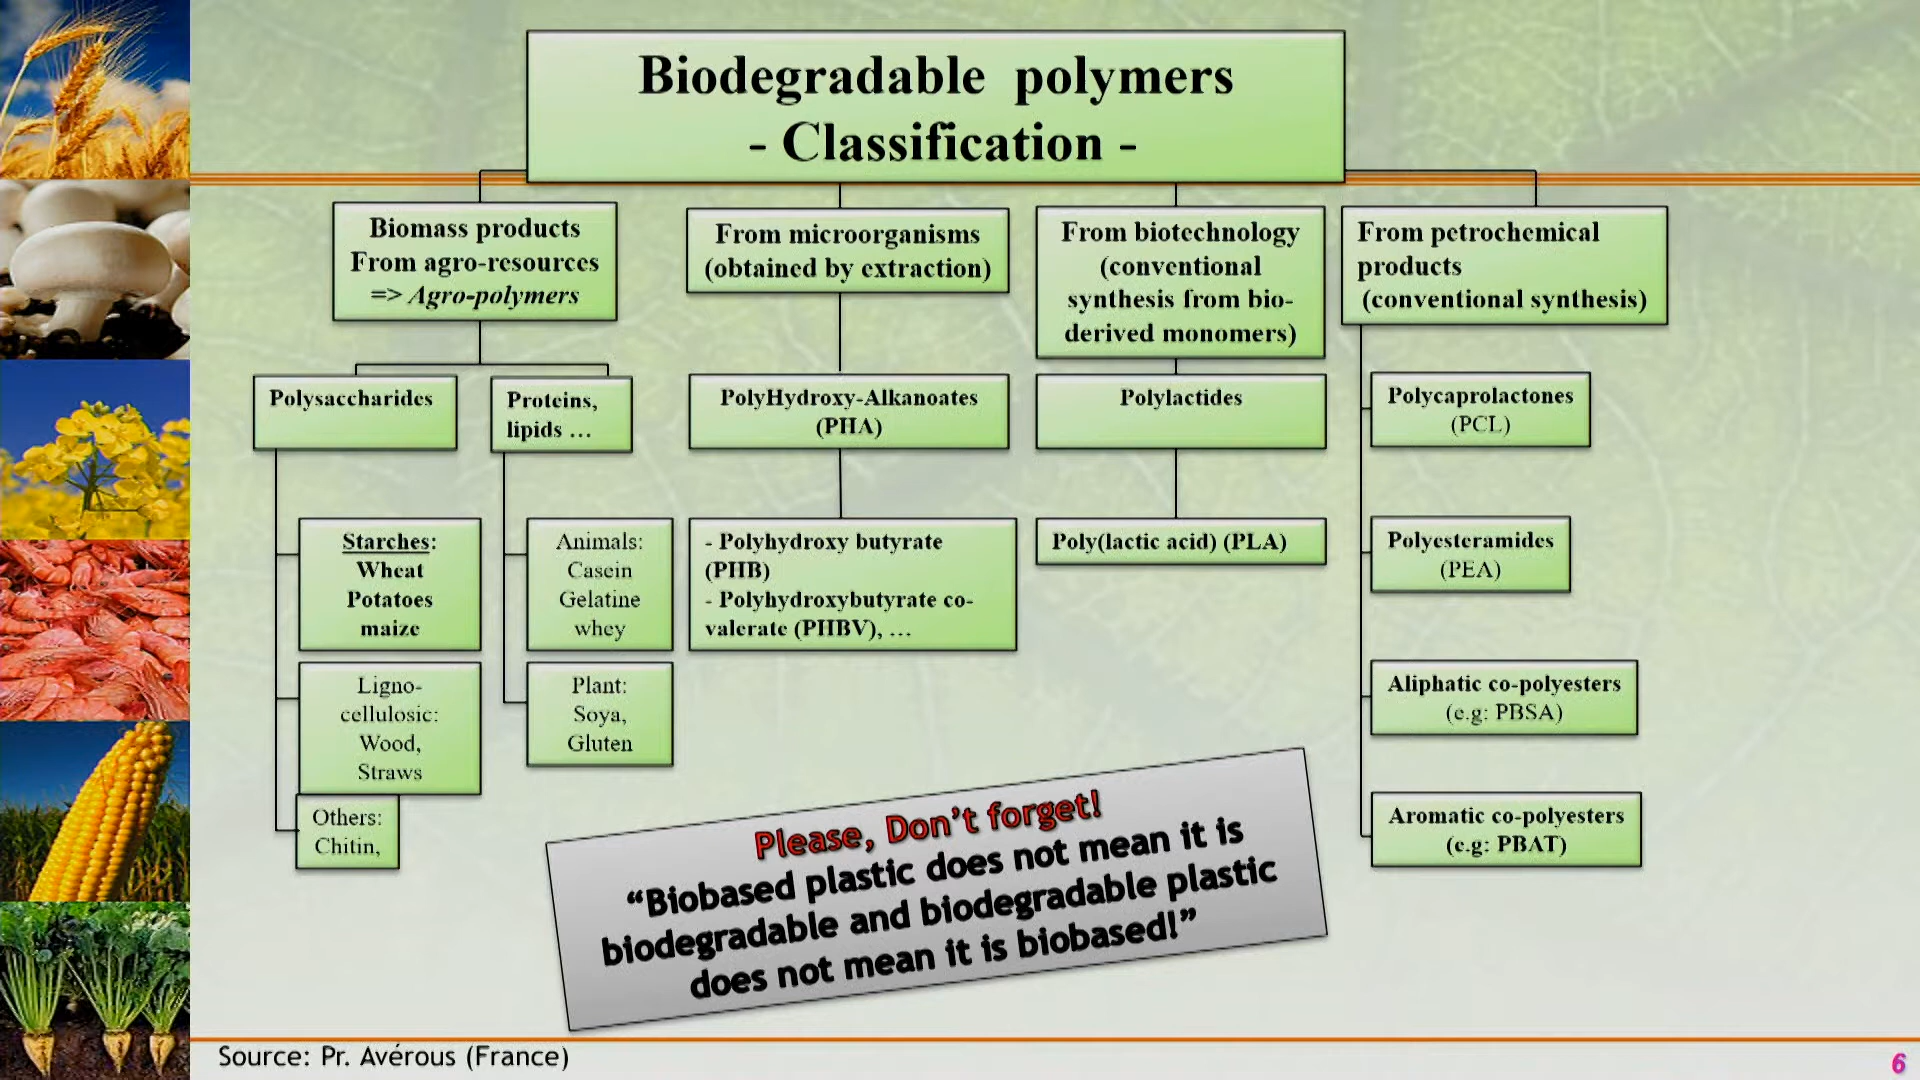 Biodegradable polymers
- Classification -
Biomass products
From agro-resources
=> Agro-polymers
From microorganisms
(obtained by extraction)
From biotechnology
(conventional
synthesis from bio-
derived monomers)
From petrochemical
products
(conventional synthesis)
Polysaccharides
Proteins,
lipids ...
PolyHydroxy-Alkanoates
(PHA)
Polylactides
Polycaprolactones
(PCL)
Starches:
Wheat
Potatoes
maize
Animals:
Casein
Gelatine
whey
- Polyhydroxy butyrate
(PHB)
- Polyhydroxybutyrate co-
valerate (PHBV), ...
Poly(lactic acid) (PLA)
Polyesteramides
(PEA)
Ligno-
cellulosic:
Wood,
Straws
Plant:
Soya,
Gluten
Aliphatic co-polyesters
(e.g: PBSA)
Others:
Chitin,
Aromatic co-polyesters
(e.g: PBAT)
Please, Don't forget!
“Biobased plastic does not mean it is
biodegradable and biodegradable plastic
does not mean it is biobased!”
Source: Pr. Avérous (France)
6